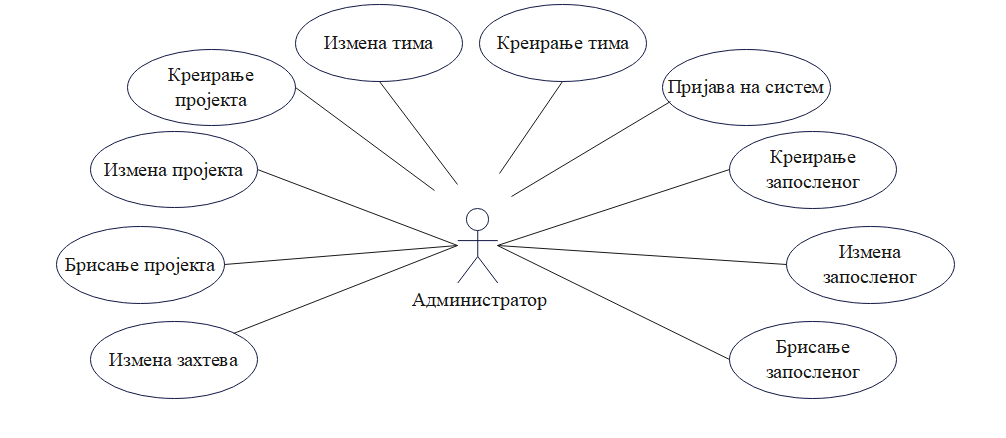 Измена тима
Креирање тима
Креирање
пројекта
Пријава на систем
Измена пројекта
Креирање
запосленог
Брисање пројекта
Измена
запосленог
Администратор
Измена захтева
Брисање
запосленог